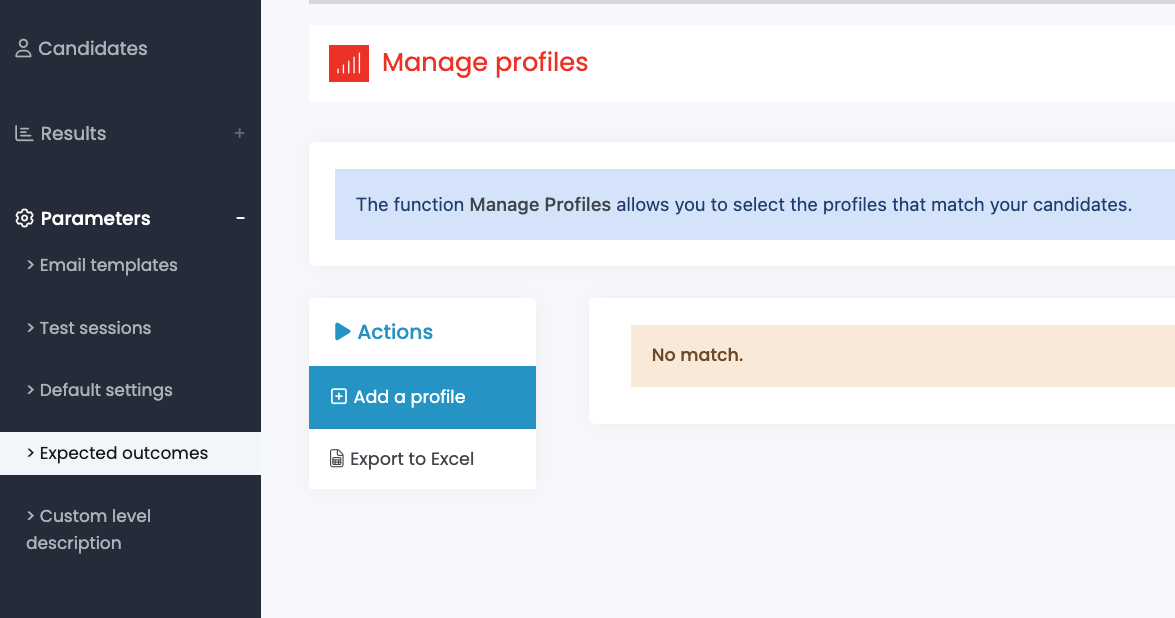 Candidates
Results +
Parameters -
> Email templates
> Test sessions
> Default settings
> Expected outcomes
> Custom level
description
Manage profiles
The function Manage Profiles allows you to select the profiles that match your candidates.
Actions
Add a profile
Export to Excel
No match.